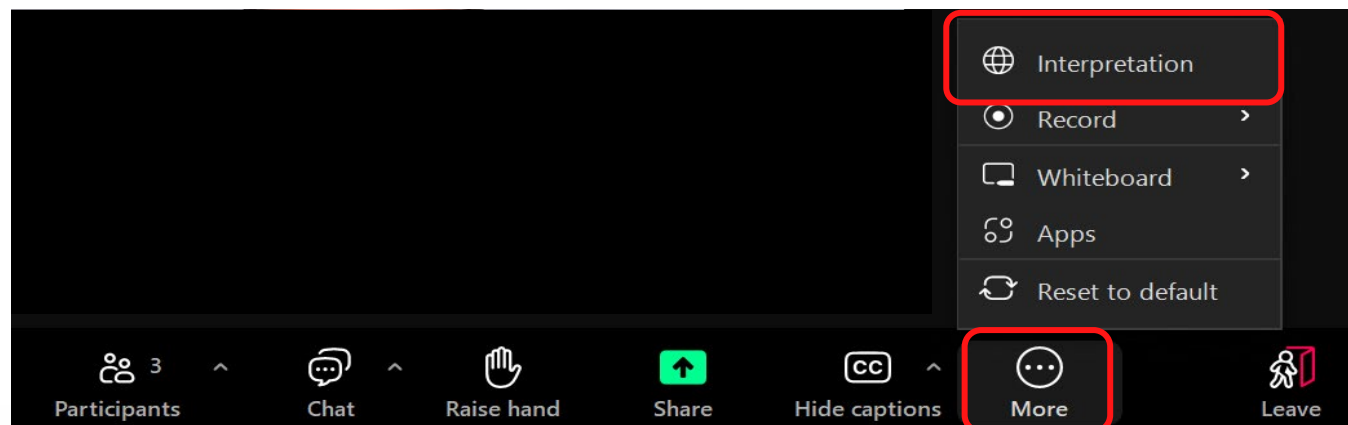 Interpretation
Record
Whiteboard
Apps
Reset to default
3
CC
Participants
Chat
Raise hand
Share
Hide captions
More
Leave